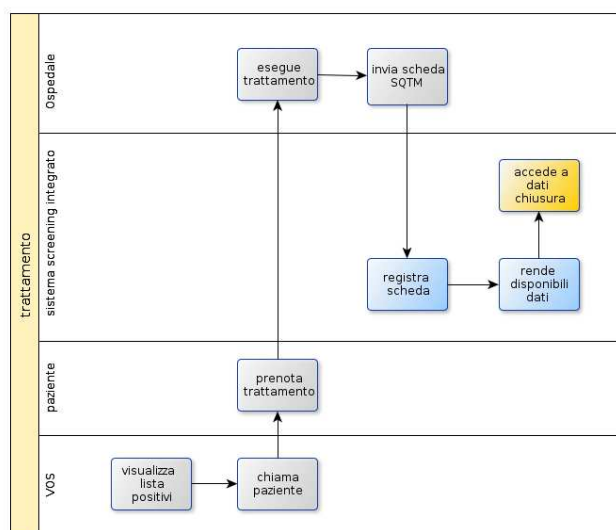 trattamento
Ospedale
esegue
trattamento
invia scheda
SQTM
sistema screening integrato
accede a
dati
chiusura
registra
scheda
rende
disponibili
dati
paziente
prenota
trattamento
VOS
visualizza
lista
positivi
chiama
paziente